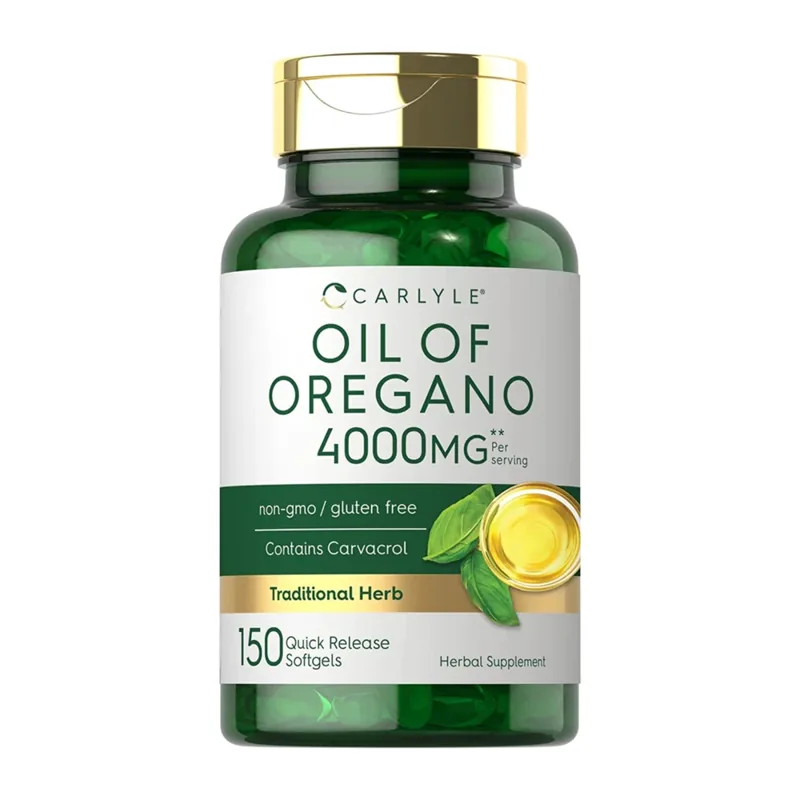 CARLYLE®
OIL OF
OREGANO
4000MG** Per serving
non-gmo / gluten free
Contains Carvacrol
Traditional Herb
150 Quick Release Softgels
Herbal Supplement